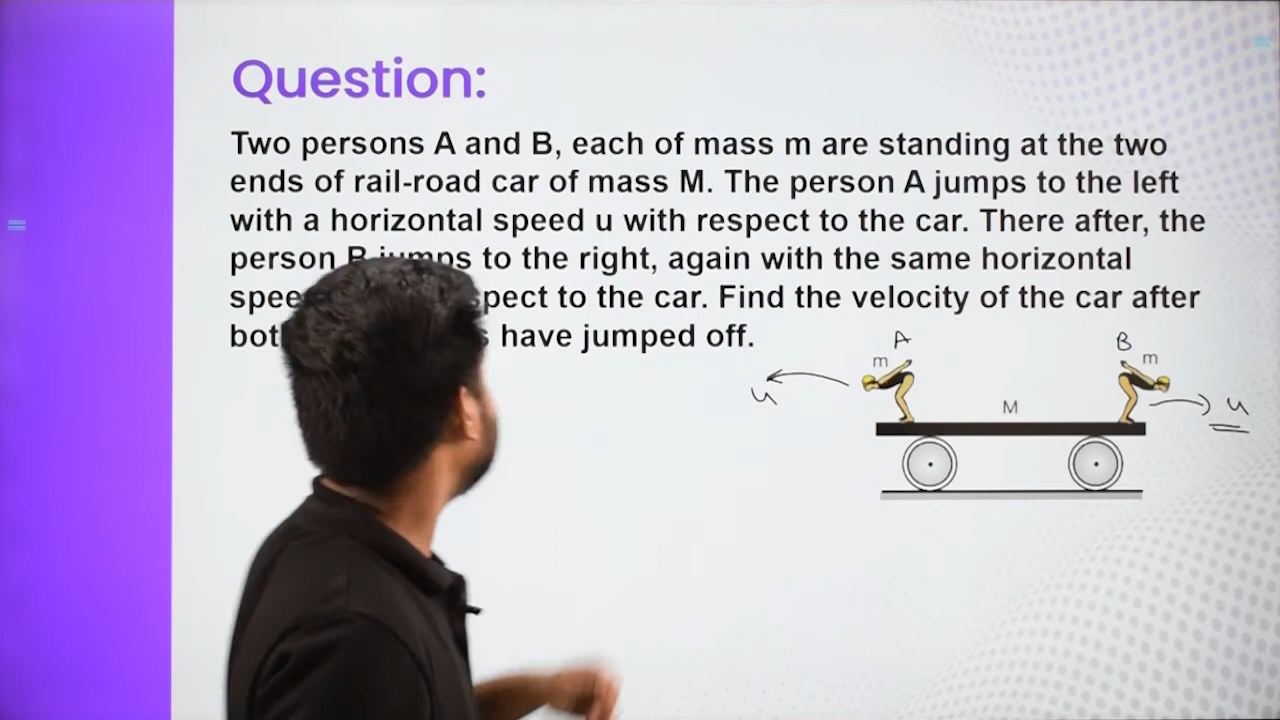 Question:
Two persons A and B, each of mass m are standing at the two
ends of rail-road car of mass M. The person A jumps to the left
with a horizontal speed u with respect to the car. There after, the
person B jumps to the right, again with the same horizontal
spect to the car. Find the velocity of the car after
have jumped off.
A
B
m
m
u
M
u